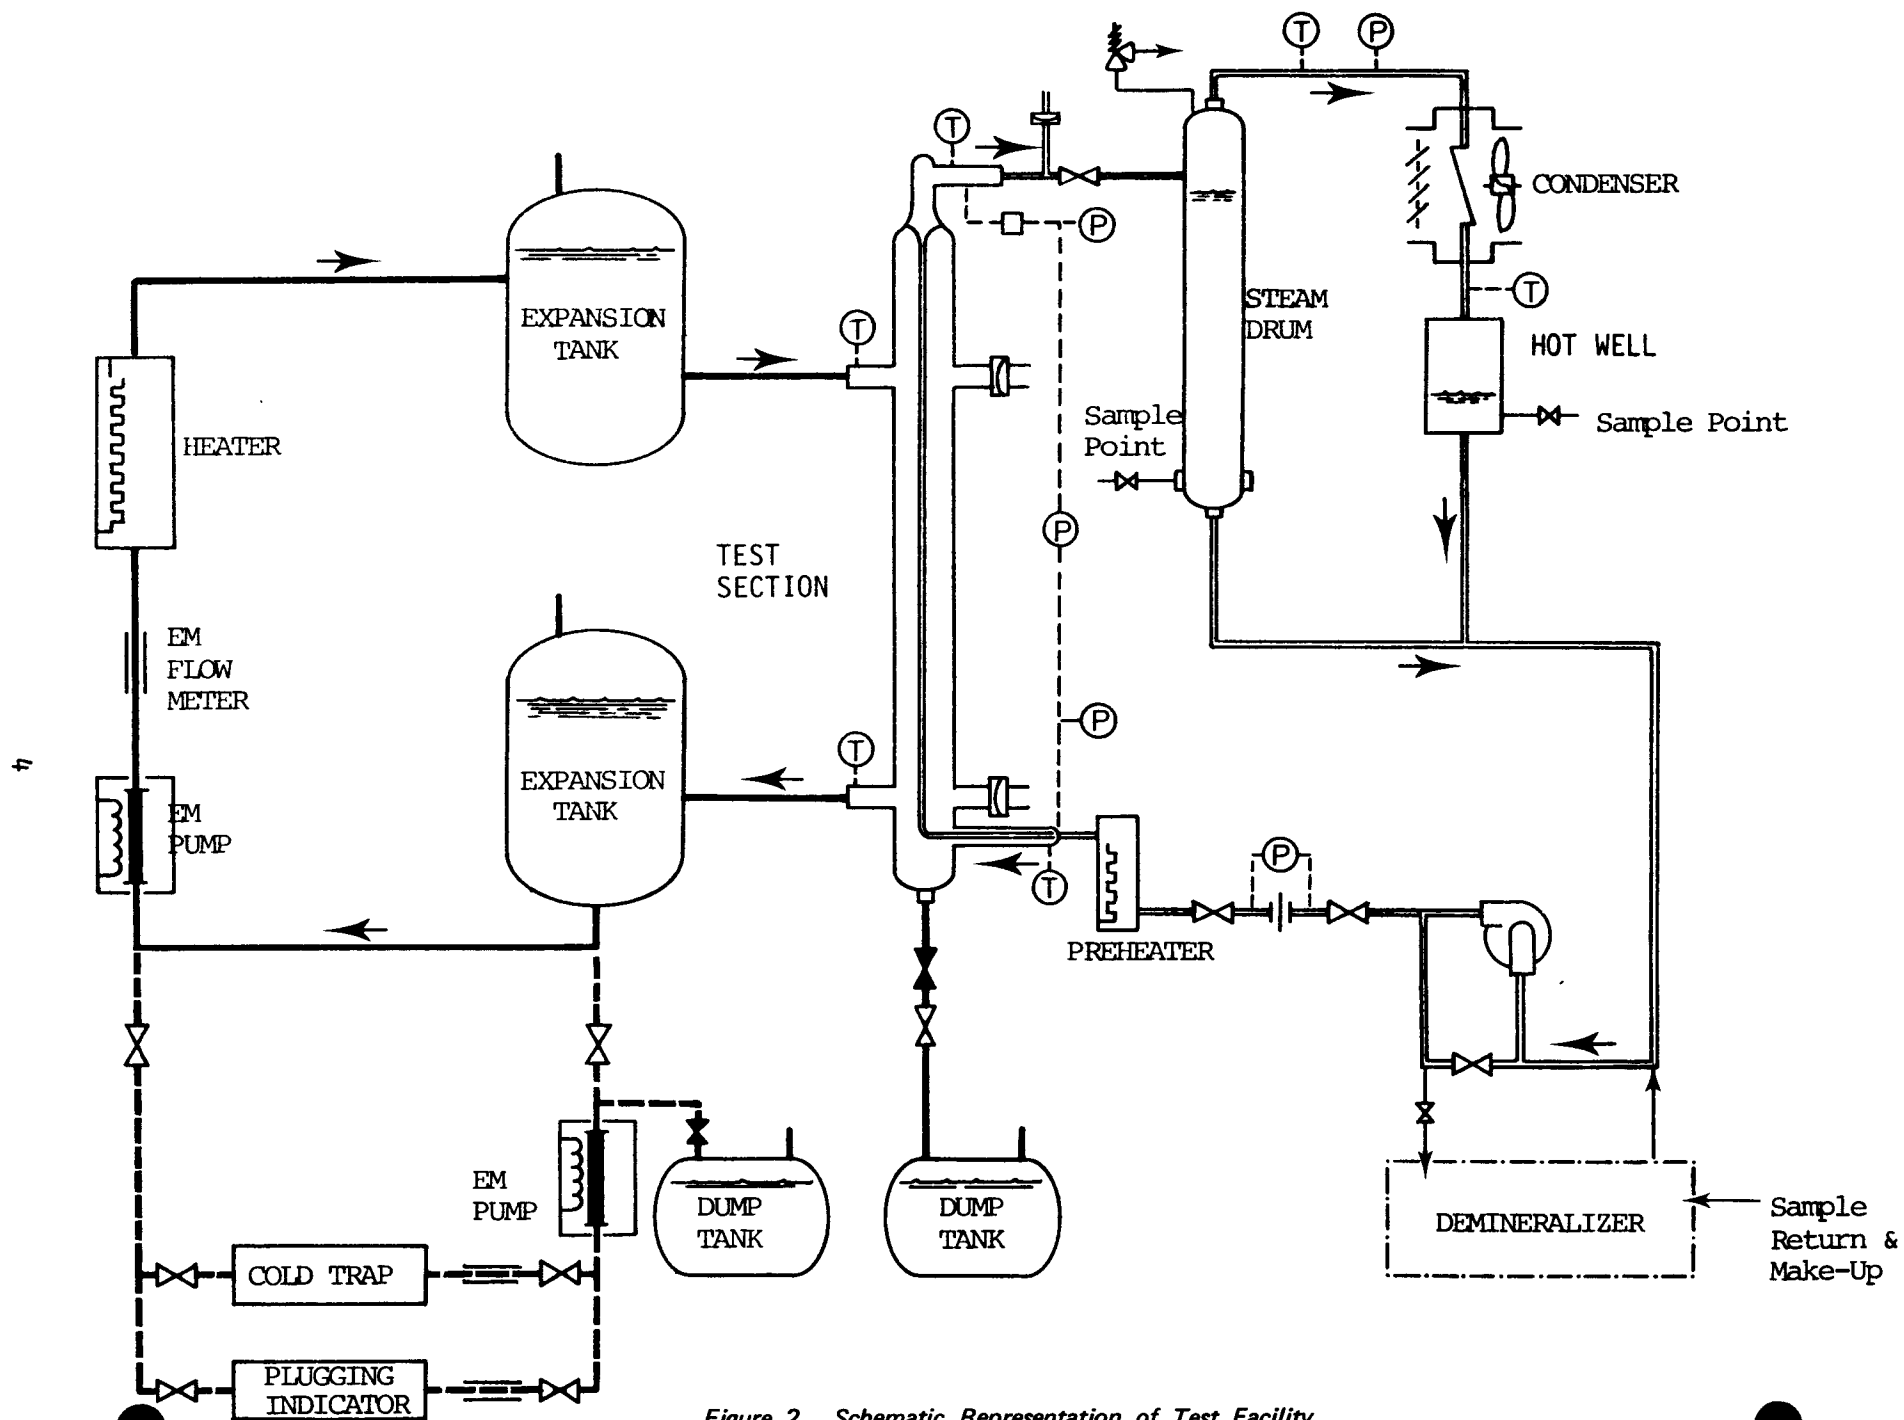 T
P
T
T
P
CONDENSER
T
EXPANSION
TANK
STEAM
DRUM
HOT WELL
HEATER
Sample
Point
Sample Point
P
TEST
SECTION
EM
FLOW
METER
P
T
4
EXPANSION
TANK
EM
PUMP
T
P
PREHEATER
EM
PUMP
DUMP
TANK
DUMP
TANK
DEMINERALIZER
Sample
Return &
Make-Up
COLD TRAP
PLUGGING
INDICATOR
T
Figure 2. Schematic Representation of Test Facility